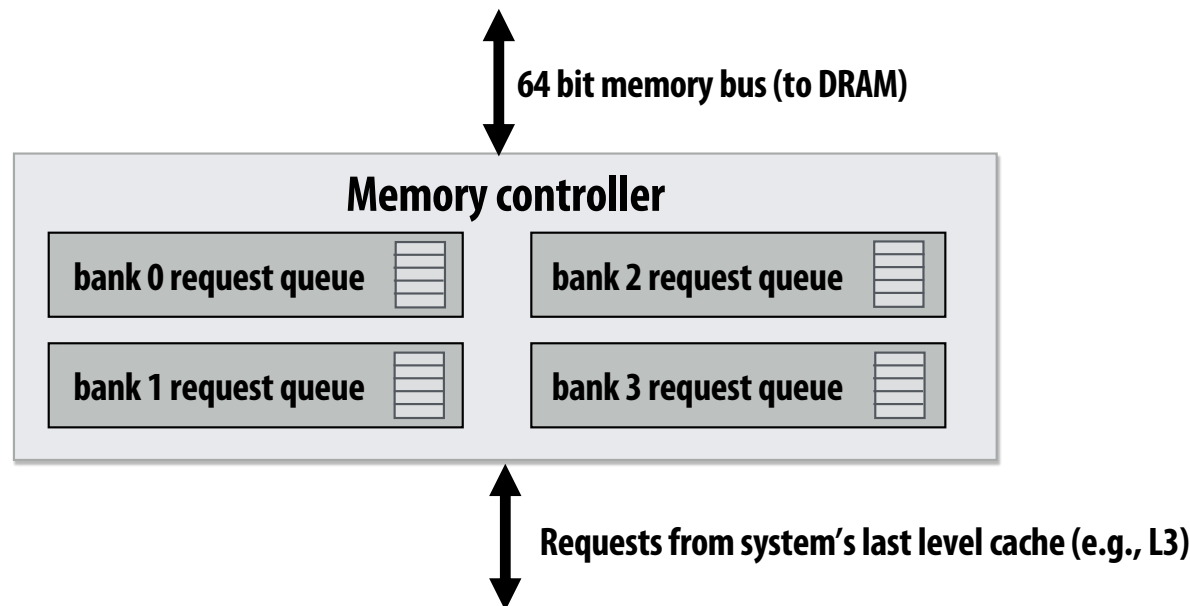 64 bit memory bus (to DRAM)
Memory controller
bank 0 request queue
bank 2 request queue
bank 1 request queue
bank 3 request queue
Requests from system’s last level cache (e.g., L3)